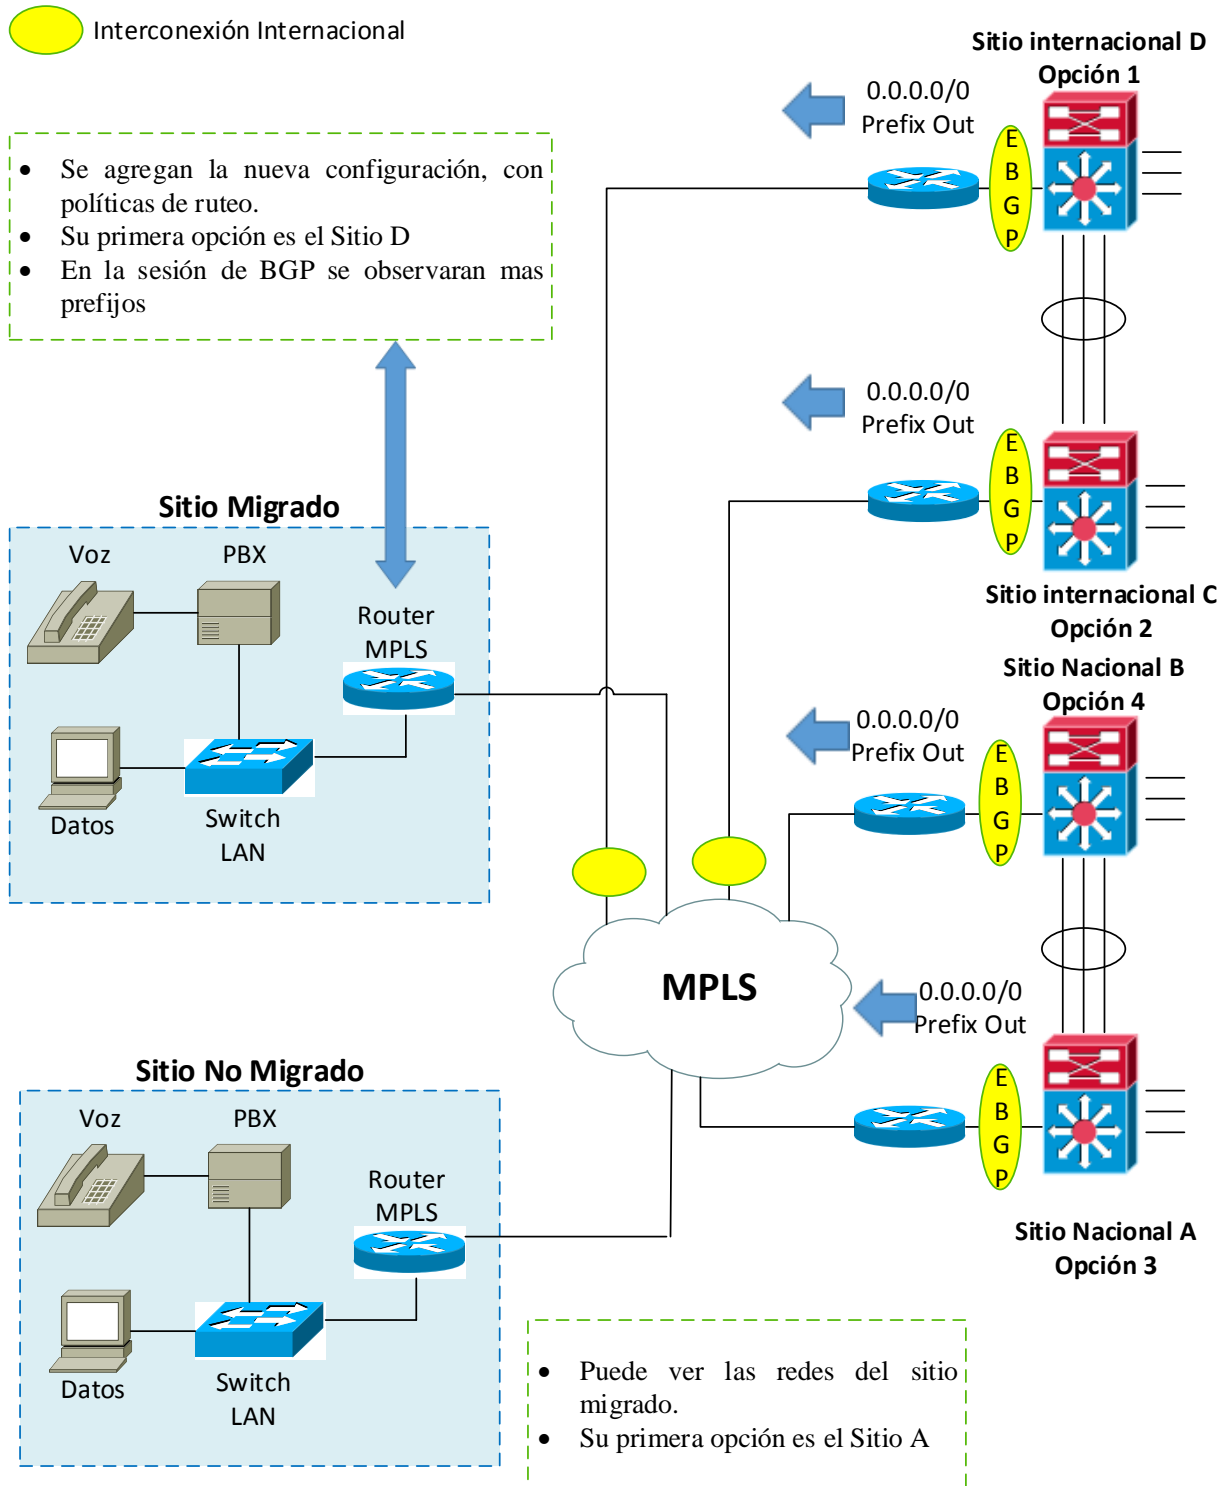 Interconexión Internacional
Sitio internacional D
Opción 1
0.0.0.0/0
Prefix Out
E
B
G
P
• Se agregan la nueva configuración, con
políticas de ruteo.
• Su primera opción es el Sitio D
• En la sesión de BGP se observaran mas
prefijos
0.0.0.0/0
Prefix Out
E
B
G
P
Sitio internacional C
Opción 2
Sitio Migrado
Voz
PBX
Router
MPLS
Datos
Switch
LAN
Sitio Nacional B
Opción 4
0.0.0.0/0
Prefix Out
E
B
G
P
MPLS
0.0.0.0/0
Prefix Out
E
B
G
P
Sitio Nacional A
Opción 3
Sitio No Migrado
Voz
PBX
Router
MPLS
Datos
Switch
LAN
• Puede ver las redes del sitio
migrado.
• Su primera opción es el Sitio A